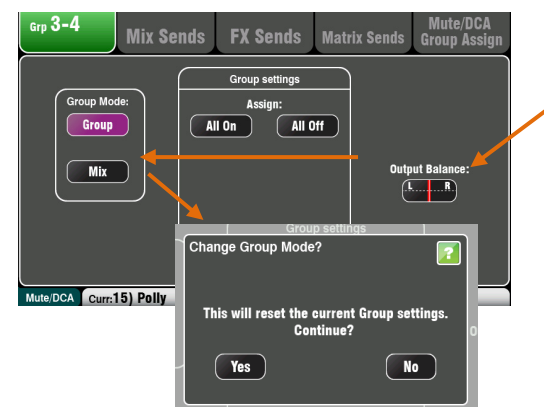 Grp 3-4
Mix Sends
FX Sends
Matrix Sends
Mute/DCA
Group Assign
Group settings
Group Mode:
Assign:
Group
All On
All Off
Mix
Output Balance:
L R
Group settings
Change Group Mode?
?
Mute/DCA
Curr:15) Polly
This will reset the current Group settings.
Continue?
Yes
No